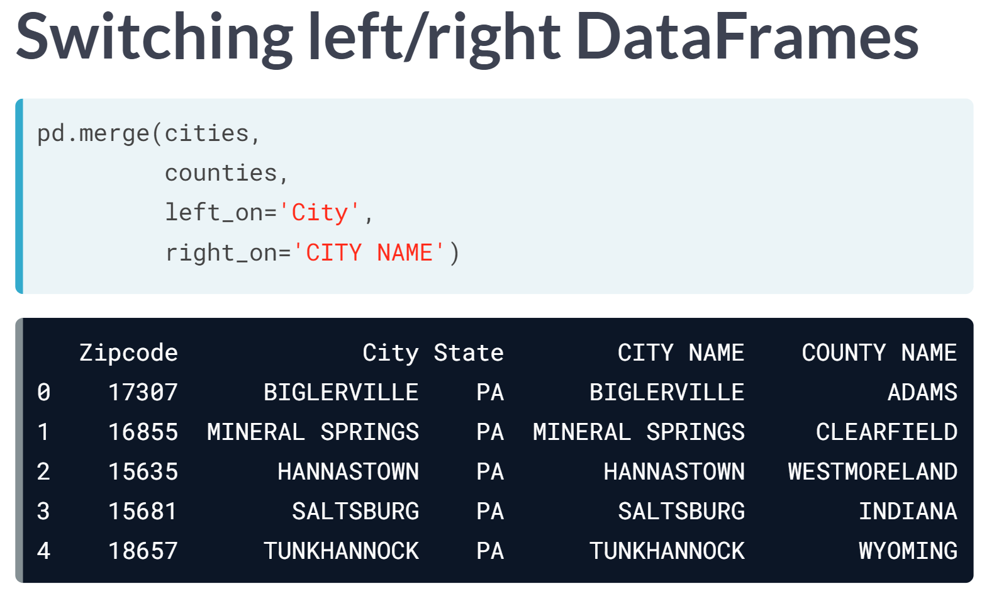 Switching left/right DataFrames
pd.merge(cities,
         counties,
         left_on='City',
         right_on='CITY NAME')
   Zipcode             City State        CITY NAME    COUNTY NAME
0    17307      BIGLERVILLE    PA      BIGLERVILLE          ADAMS
1    16855  MINERAL SPRINGS    PA  MINERAL SPRINGS     CLEARFIELD
2    15635       HANNASTOWN    PA       HANNASTOWN   WESTMORELAND
3    15681        SALTSBURG    PA        SALTSBURG        INDIANA
4    18657      TUNKHANNOCK    PA      TUNKHANNOCK        WYOMING